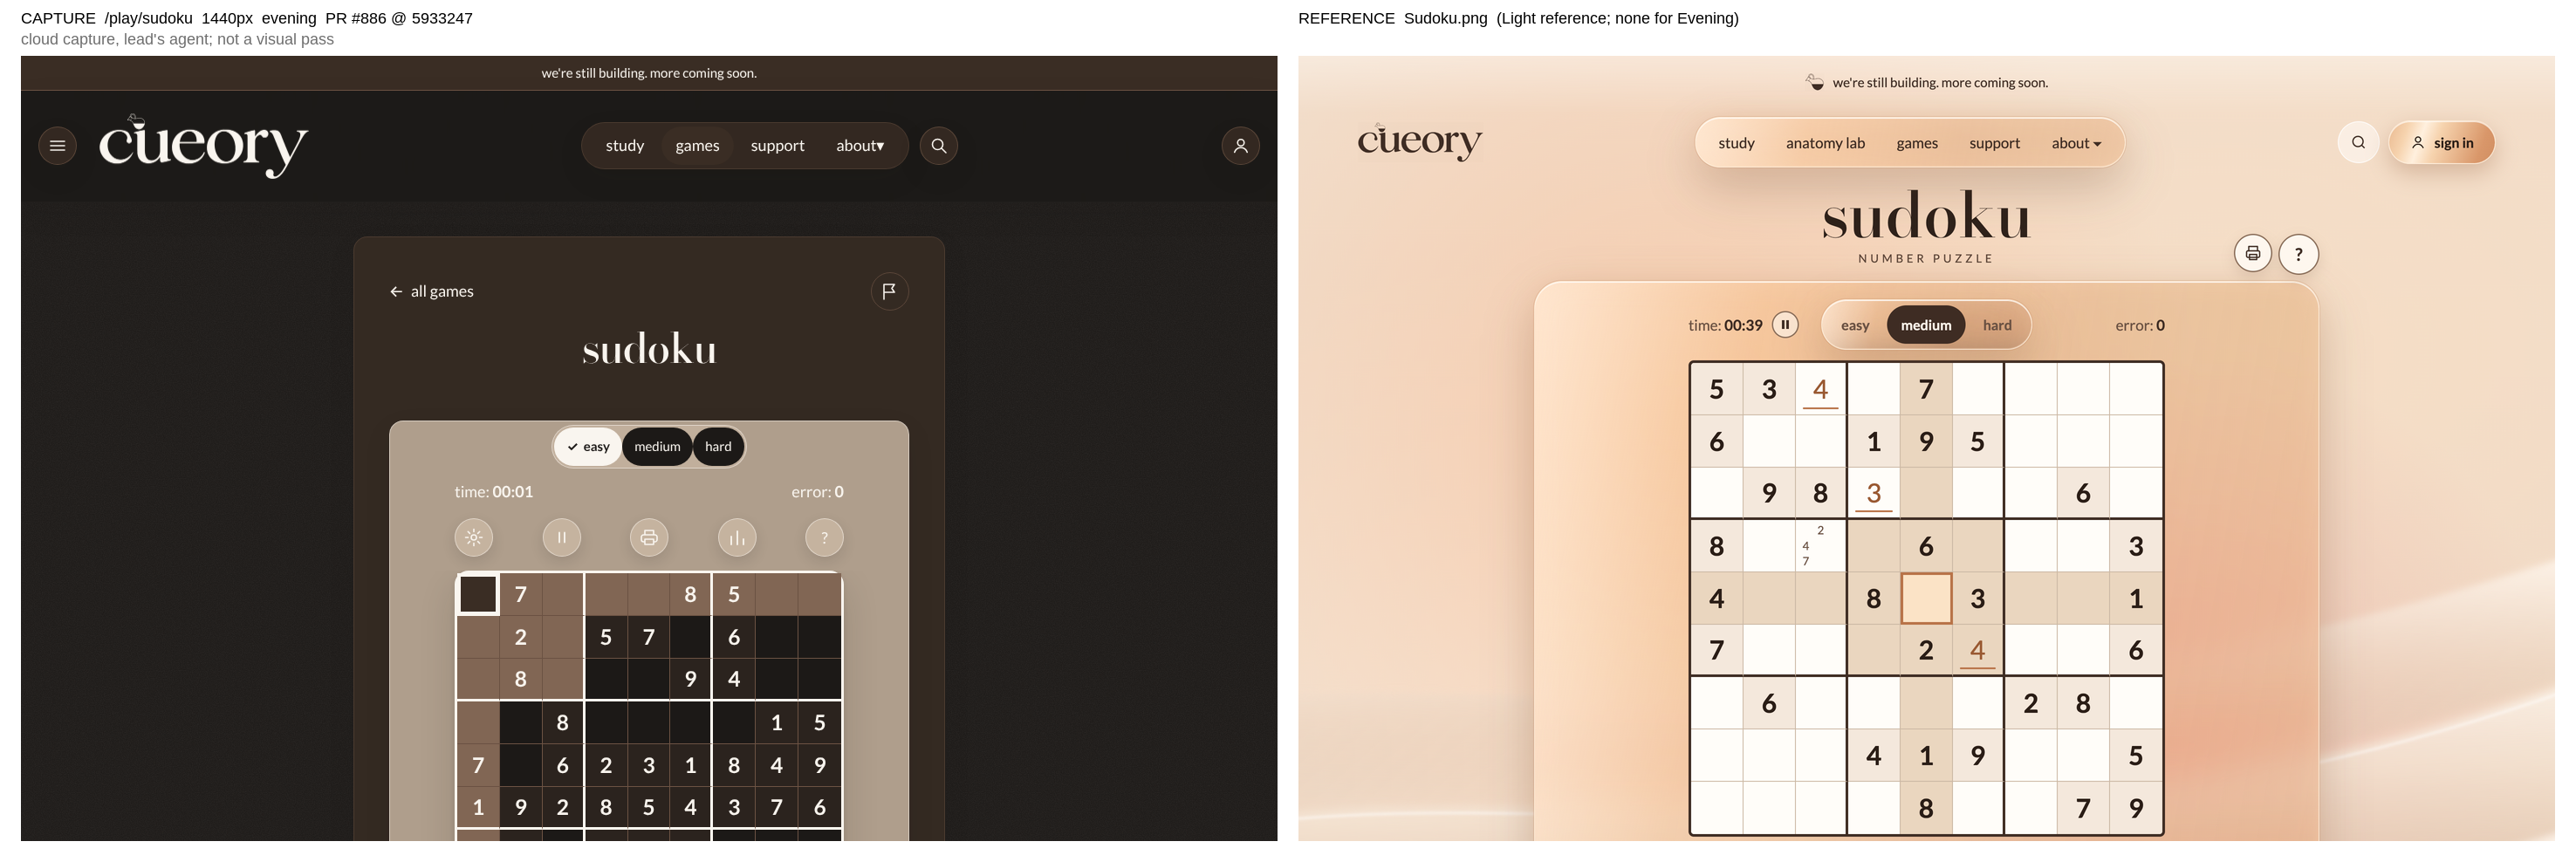 CAPTURE /play/sudoku 1440px evening PR #886 @ 5933247
cloud capture, lead's agent; not a visual pass
we're still building. more coming soon.
cueory
study games support about▾
all games
sudoku
✓ easy medium hard
time: 00:01 error: 0
?
7 8 5
2 5 7 6
8 9 4
8 1 5
7 6 2 3 1 8 4 9
1 9 2 8 5 4 3 7 6
REFERENCE Sudoku.png (Light reference; none for Evening)
we're still building. more coming soon.
cueory
study anatomy lab games support about▾
sign in
sudoku
NUMBER PUZZLE
?
time: 00:39 easy medium hard error: 0
5 3 4 7
6 1 9 5
9 8 3 6
8 2 4 7 6 3
4 8 3 1
7 2 4 6
6 2 8
4 1 9 5
8 7 9